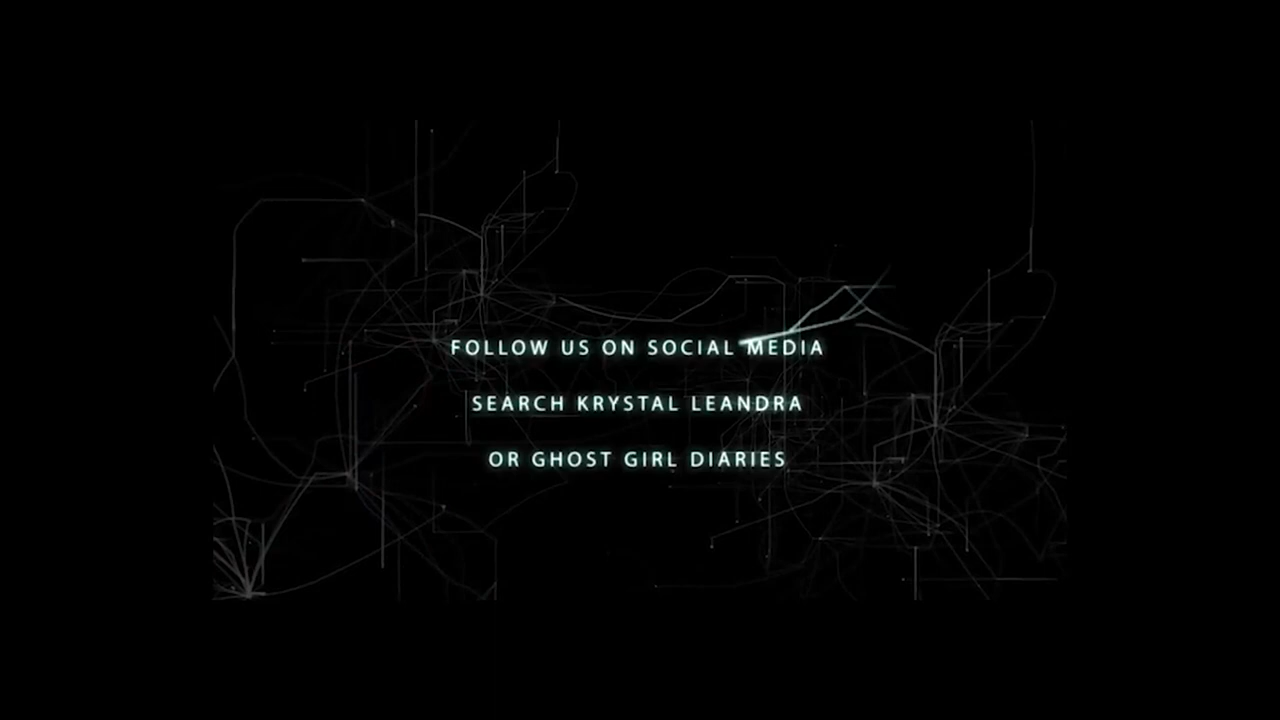 FOLLOW US ON SOCIAL MEDIA
SEARCH KRYSTAL LEANDRA
OR GHOST GIRL DIARIES